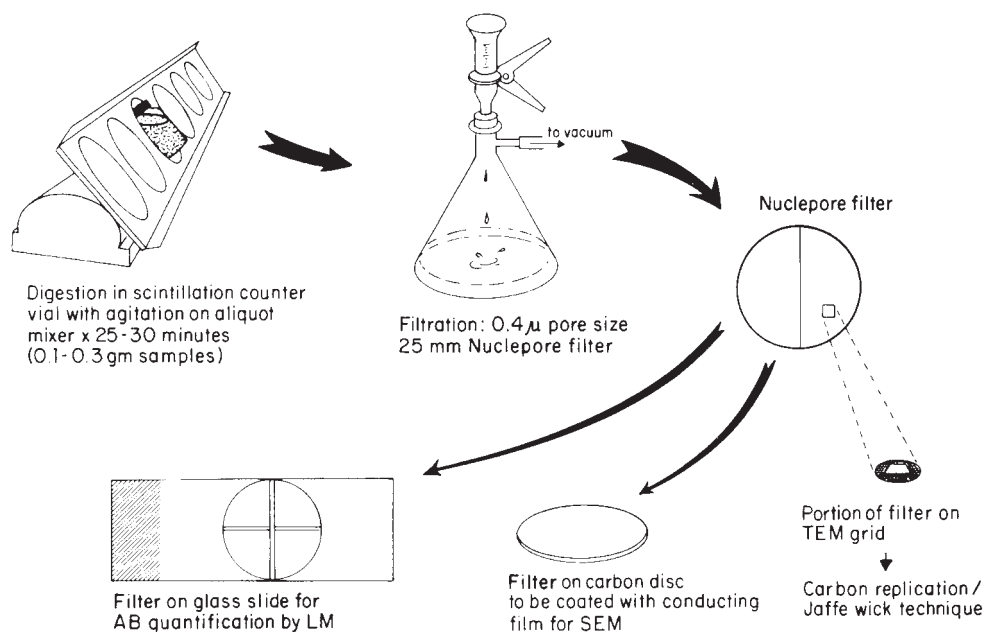 to vacuum
Nuclepore filter
Digestion in scintillation counter
vial with agitation on aliquot
mixer x 25-30 minutes
(0.1-0.3 gm samples)
Filtration: 0.4 µ pore size
25 mm Nuclepore filter
Portion of filter on
TEM grid
Carbon replication/
Jaffe wick technique
Filter on carbon disc
to be coated with conducting
film for SEM
Filter on glass slide for
AB quantification by LM